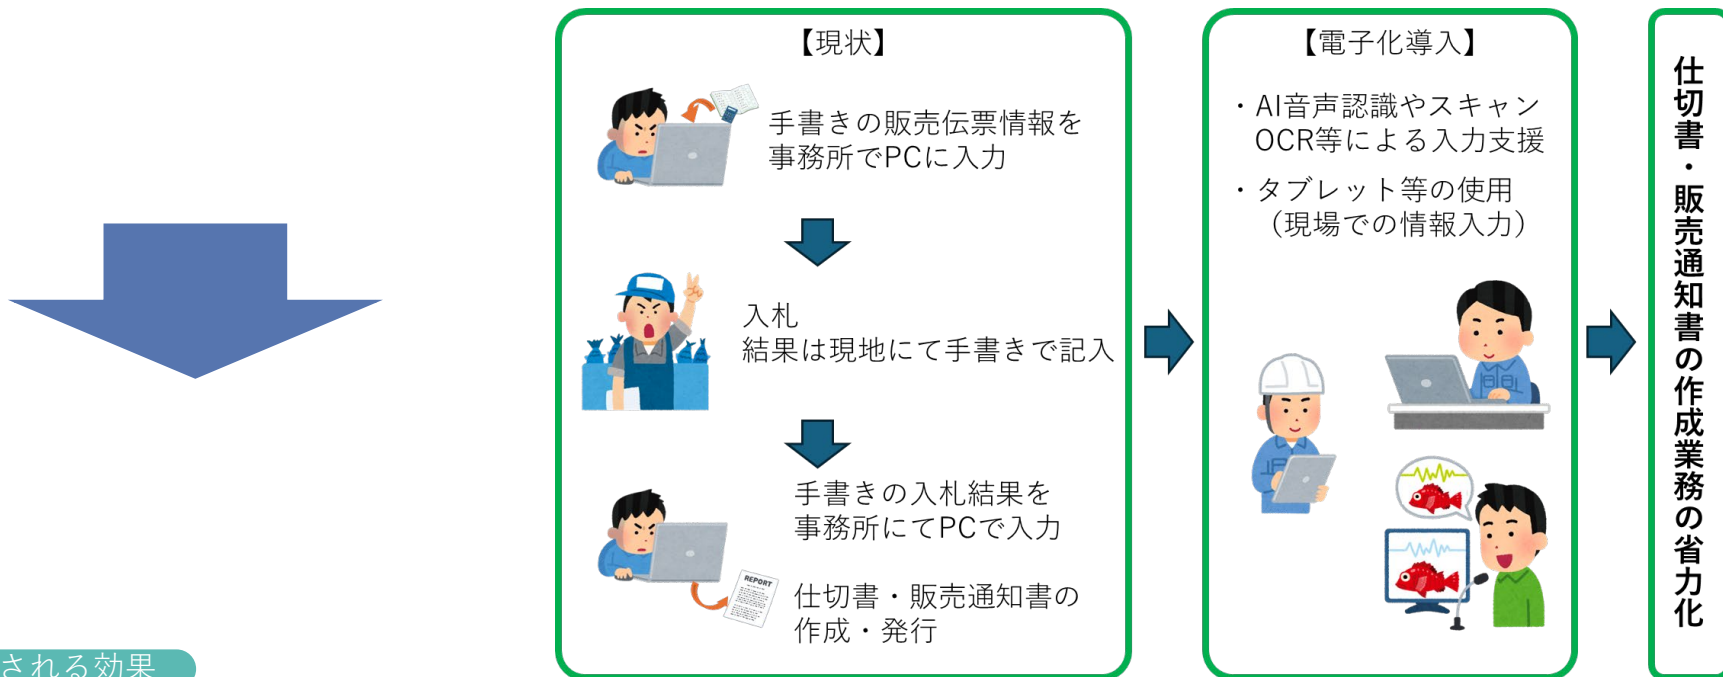 【現状】
手書きの販売伝票情報を
事務所でPCに入力
入札
結果は現地にて手書きで記入
手書きの入札結果を
事務所にてPCで入力
REPORT
仕切書・販売通知書の
作成・発行
【電子化導入】
・AI音声認識やスキャン
OCR等による入力支援
・タブレット等の使用
（現場での情報入力）
仕切書・販売通知書の作成業務の省力化
される効果